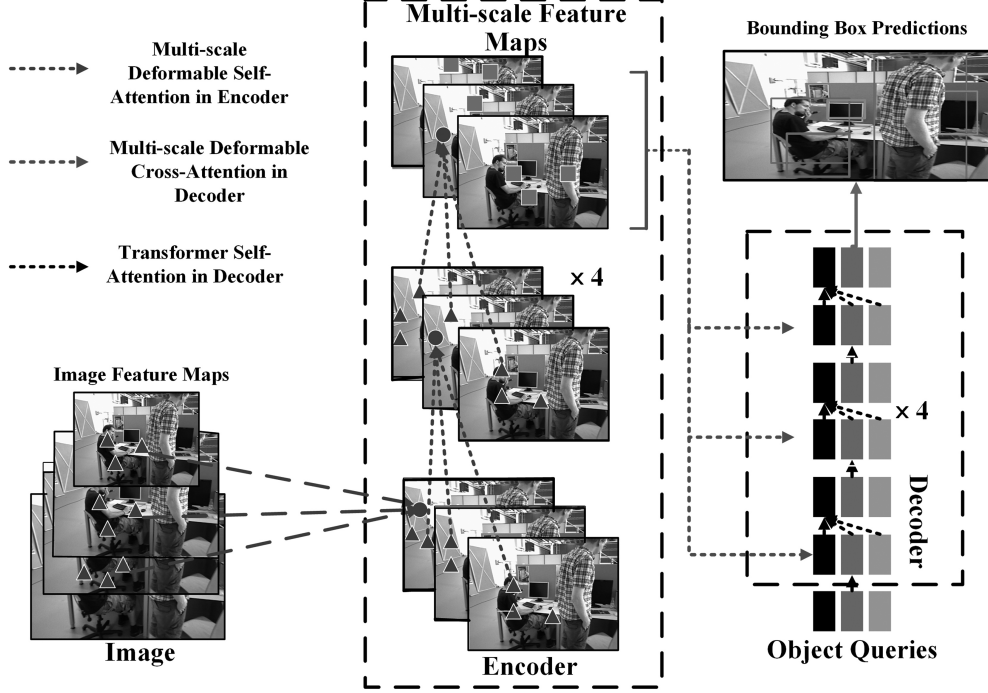 Multi-scale
Deformable Self-
Attention in Encoder
Multi-scale Deformable
Cross-Attention in
Decoder
Transformer Self-
Attention in Decoder
Image Feature Maps
Image
Multi-scale Feature
Maps
× 4
Encoder
Bounding Box Predictions
× 4
Decoder
Object Queries